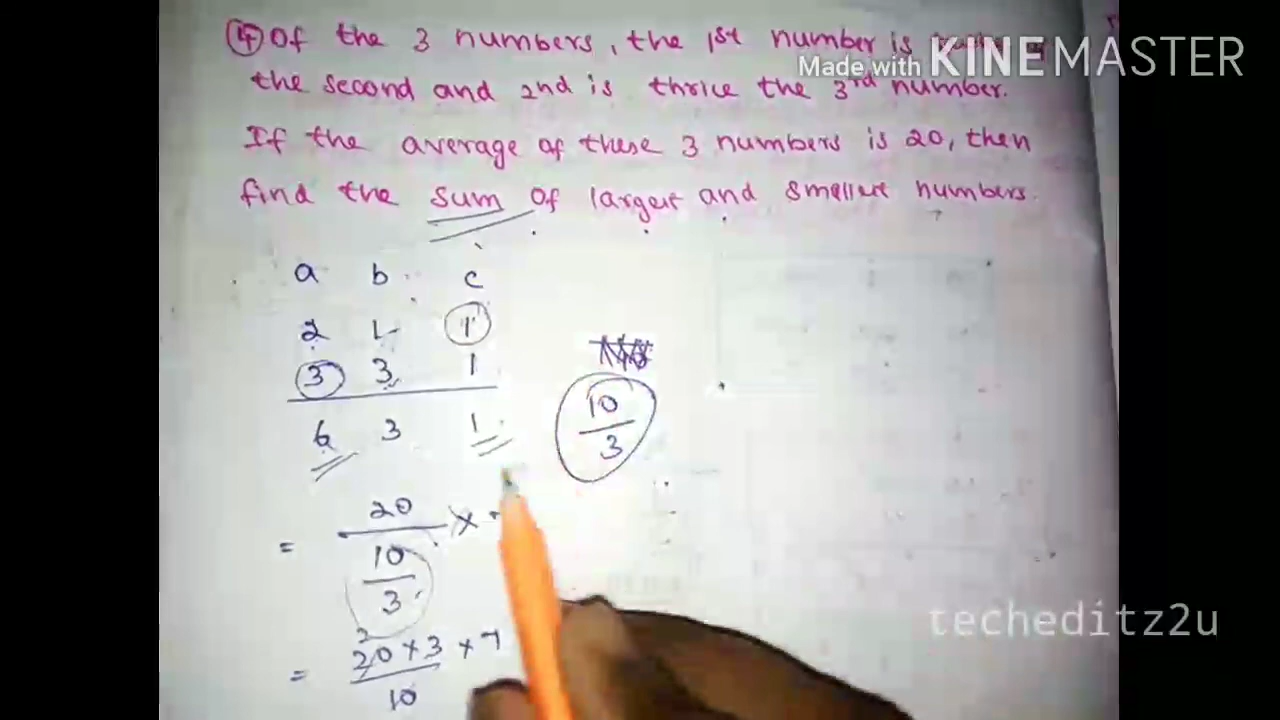 ④ Of the 3 numbers, the 1st number is
Made with KINEMASTER
the second and 2nd is thrice the 3rd number.
If the average of these 3 numbers is 20, then
find the sum of largest and smallest numbers.
a b c
2 1 1
3 3 1
6 3 1
10
3
20 ×
10
3
= 2
20 × 3 × 7
= 10
techeditz2u